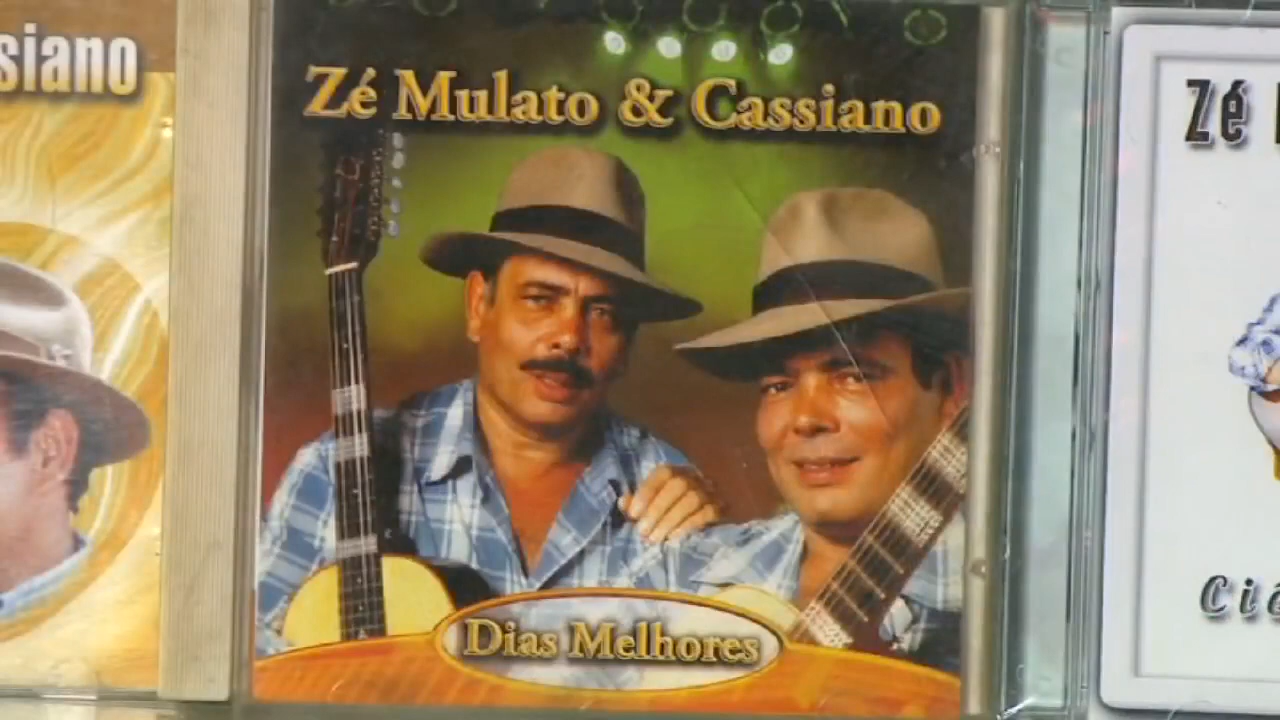 siano
Zé Mulato & Cassiano
Dias Melhores
Zé